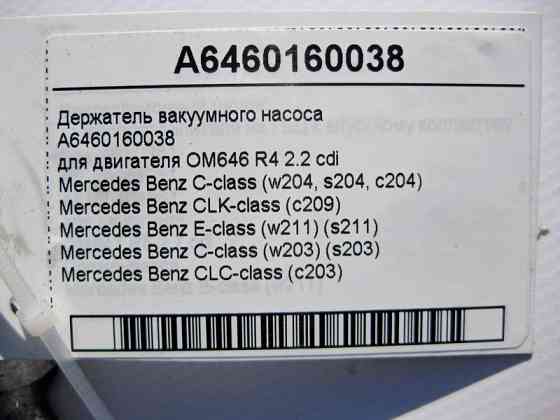 A6460160038
Держатель вакуумного насоса
A6460160038
для двигателя OM646 R4 2.2 cdi
Mercedes Benz C-class (w204, s204, c204)
Mercedes Benz CLK-class (c209)
Mercedes Benz E-class (w211) (s211)
Mercedes Benz C-class (w203) (s203)
Mercedes Benz CLC-class (c203)